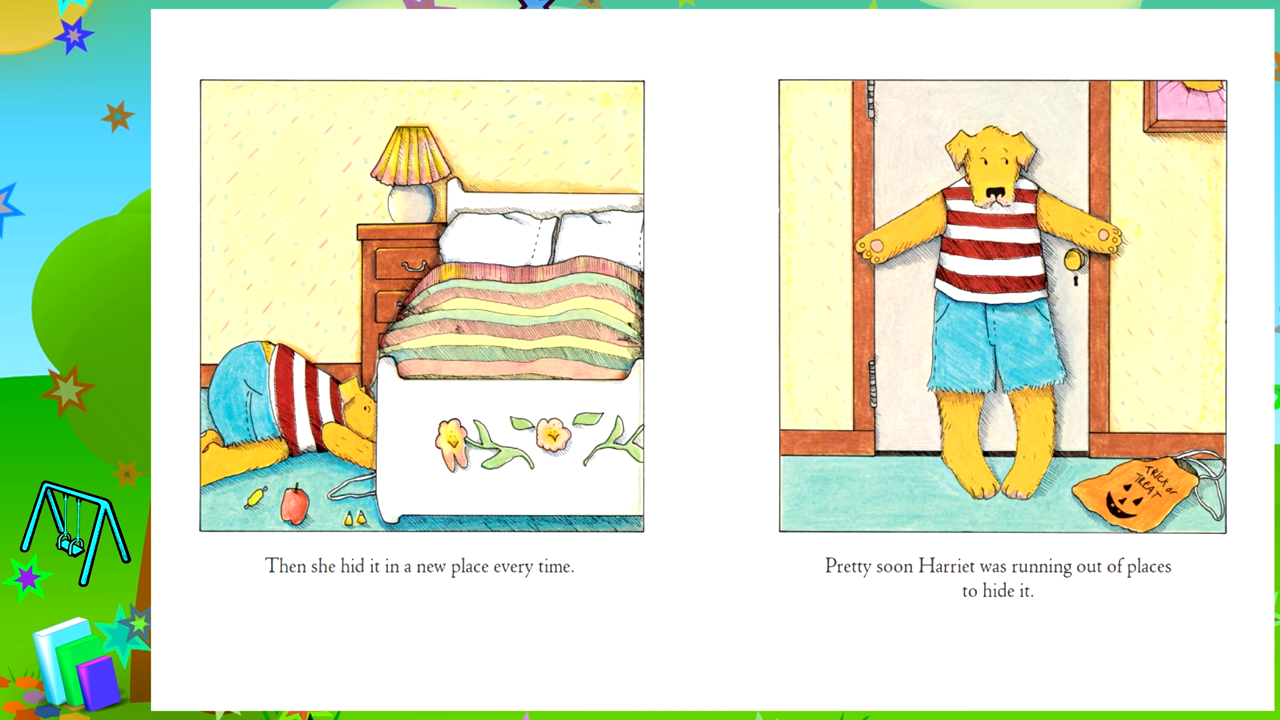 Then she hid it in a new place every time.
TRICK OR
TREAT
Pretty soon Harriet was running out of places
to hide it.